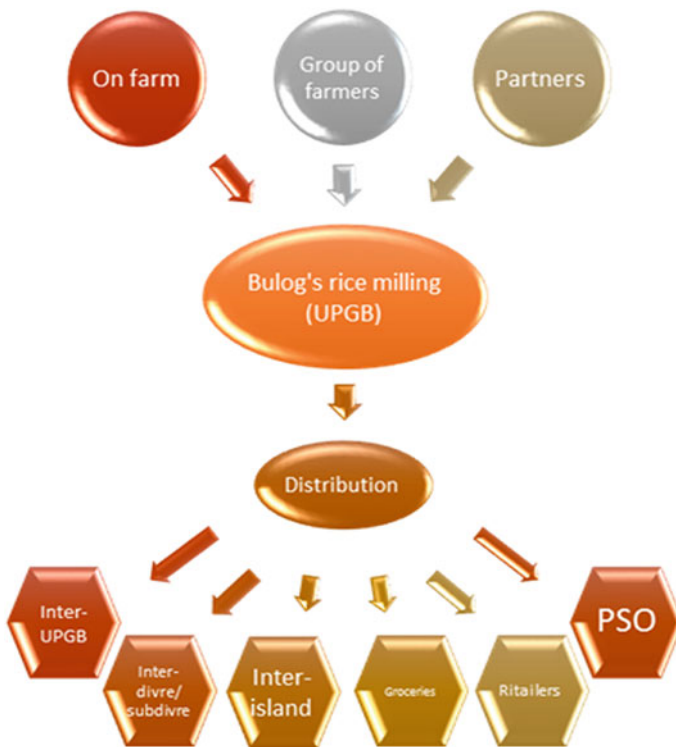 On farm
Group of
farmers
Partners
Bulog's rice milling
(UPGB)
Distribution
Inter-
UPGB
Inter-
divre/
subdivre
Inter-
island
Groceries
Ritailers
PSO